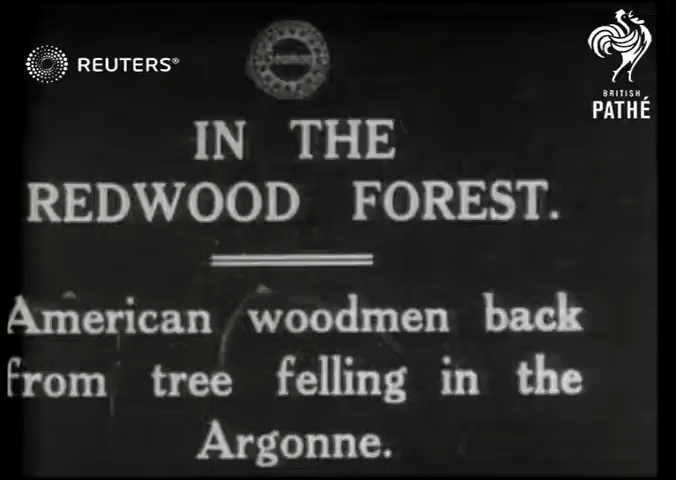 REUTERS®
BRITISH
PATHÉ
IN THE
REDWOOD FOREST.
American woodmen back
from tree felling in the
Argonne.